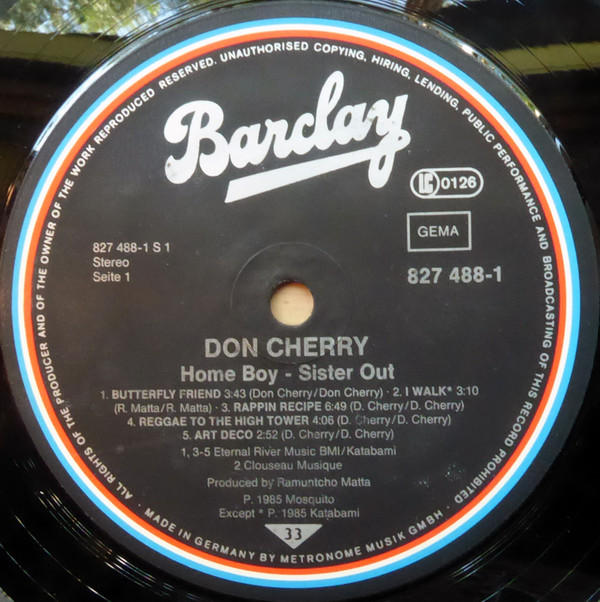 ALL RIGHTS OF THE PRODUCER AND OF THE OWNER OF THE WORK REPRODUCED RESERVED. UNAUTHORISED COPYING, HIRING, LENDING, PUBLIC PERFORMANCE AND BROADCASTING OF THIS RECORD PROHIBITED
Barclay
LC 0126
GEMA
827 488-1
827 488-1 S 1
Stereo
Seite 1
DON CHERRY
Home Boy - Sister Out
1. BUTTERFLY FRIEND 3:43 (Don Cherry/Don Cherry) · 2. I WALK* 3:10
(R. Matta/R. Matta) · 3. RAPPIN RECIPE 6:49 (D. Cherry/D. Cherry)
4. REGGAE TO THE HIGH TOWER 4:06 (D. Cherry/D. Cherry)
5. ART DECO 2:52 (D. Cherry/D. Cherry)
1, 3-5 Eternal River Music BMI/Katabami
2 Clouseau Musique
Produced by Ramuntcho Matta
P. 1985 Mosquito
Except * P. 1985 Katabami
33
· MADE IN GERMANY BY METRONOME MUSIK GMBH ·